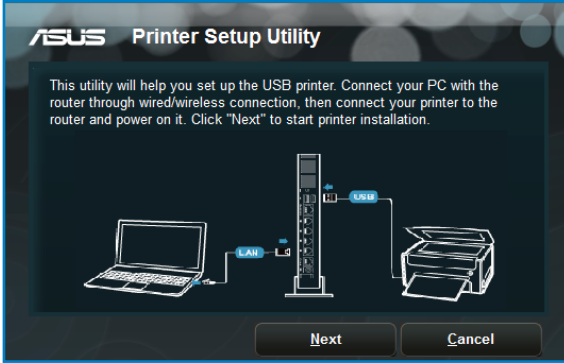 ASUS Printer Setup Utility
This utility will help you set up the USB printer. Connect your PC with the
router through wired/wireless connection, then connect your printer to the
router and power on it. Click "Next" to start printer installation.
USB
LAN
Next Cancel